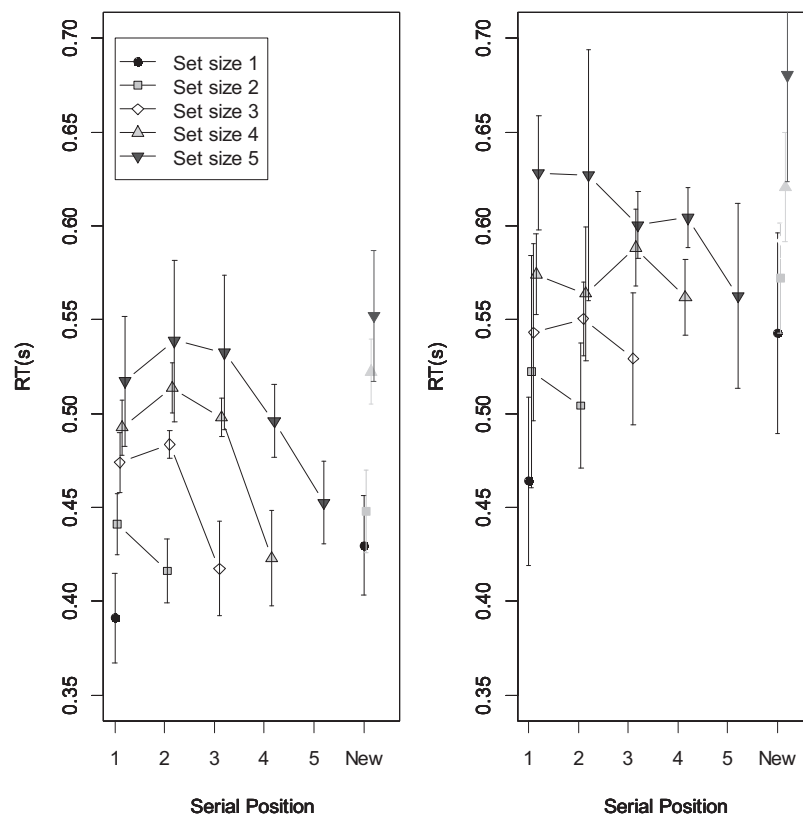 0.70
0.65
0.60
0.55
0.50
0.45
0.40
0.35
RT(s)
Set size 1
Set size 2
Set size 3
Set size 4
Set size 5
1 2 3 4 5 New
Serial Position
0.70
0.65
0.60
0.55
0.50
0.45
0.40
0.35
RT(s)
1 2 3 4 5 New
Serial Position